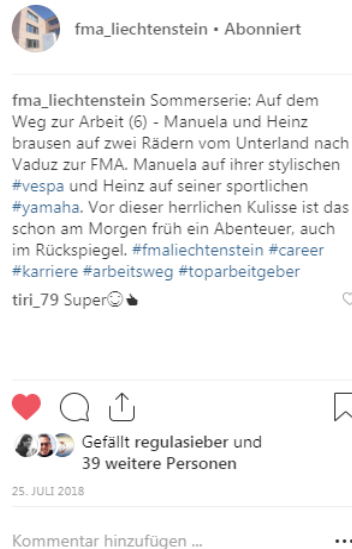 fma_liechtenstein • Abonniert
fma_liechtenstein Sommerserie: Auf dem
Weg zur Arbeit (6) - Manuela und Heinz
brausen auf zwei Rädern vom Unterland nach
Vaduz zur FMA. Manuela auf ihrer stylischen
#vespa und Heinz auf seiner sportlichen
#yamaha. Vor dieser herrlichen Kulisse ist das
schon am Morgen früh ein Abenteuer, auch
im Rückspiegel. #fmaliechtenstein #career
#karriere #arbeitsweg #toparbeitgeber
tiri_79 Super
Gefällt regulasieber und
39 weitere Personen
25. JULI 2018
Kommentar hinzufügen ...